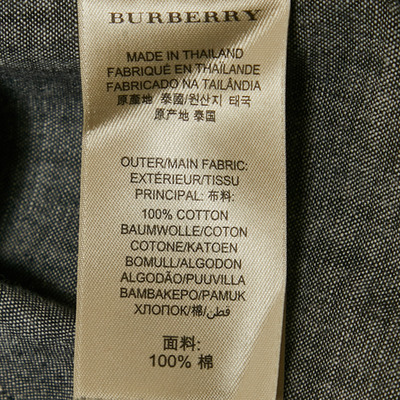 BURBERRY
MADE IN THAILAND
FABRIQUÉ EN THAÏLANDE
FABRICADO NA TAILÂNDIA
原產地 泰國/원산지 태국
原产地 泰国
OUTER/MAIN FABRIC:
EXTÉRIEUR/TISSU
PRINCIPAL: 布料:
100% COTTON
BAUMWOLLE/COTON
COTONE/KATOEN
BOMULL/ALGODON
ALGODÃO/PUUVILLA
BAMBAKEPO/PAMUK
ХЛОПОК/棉/قطن
面料:
100% 棉